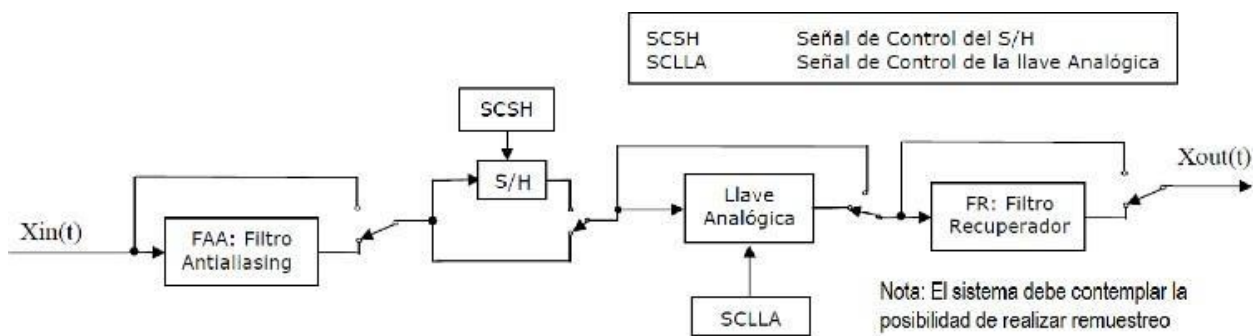 SCSH Señal de Control del S/H
SCLLA Señal de Control de la llave Analógica
SCSH
S/H
Xin(t)
FAA: Filtro
Antialiasing
Llave
Analógica
SCLLA
FR: Filtro
Recuperador
Xout(t)
Nota: El sistema debe contemplar la
posibilidad de realizar remuestreo